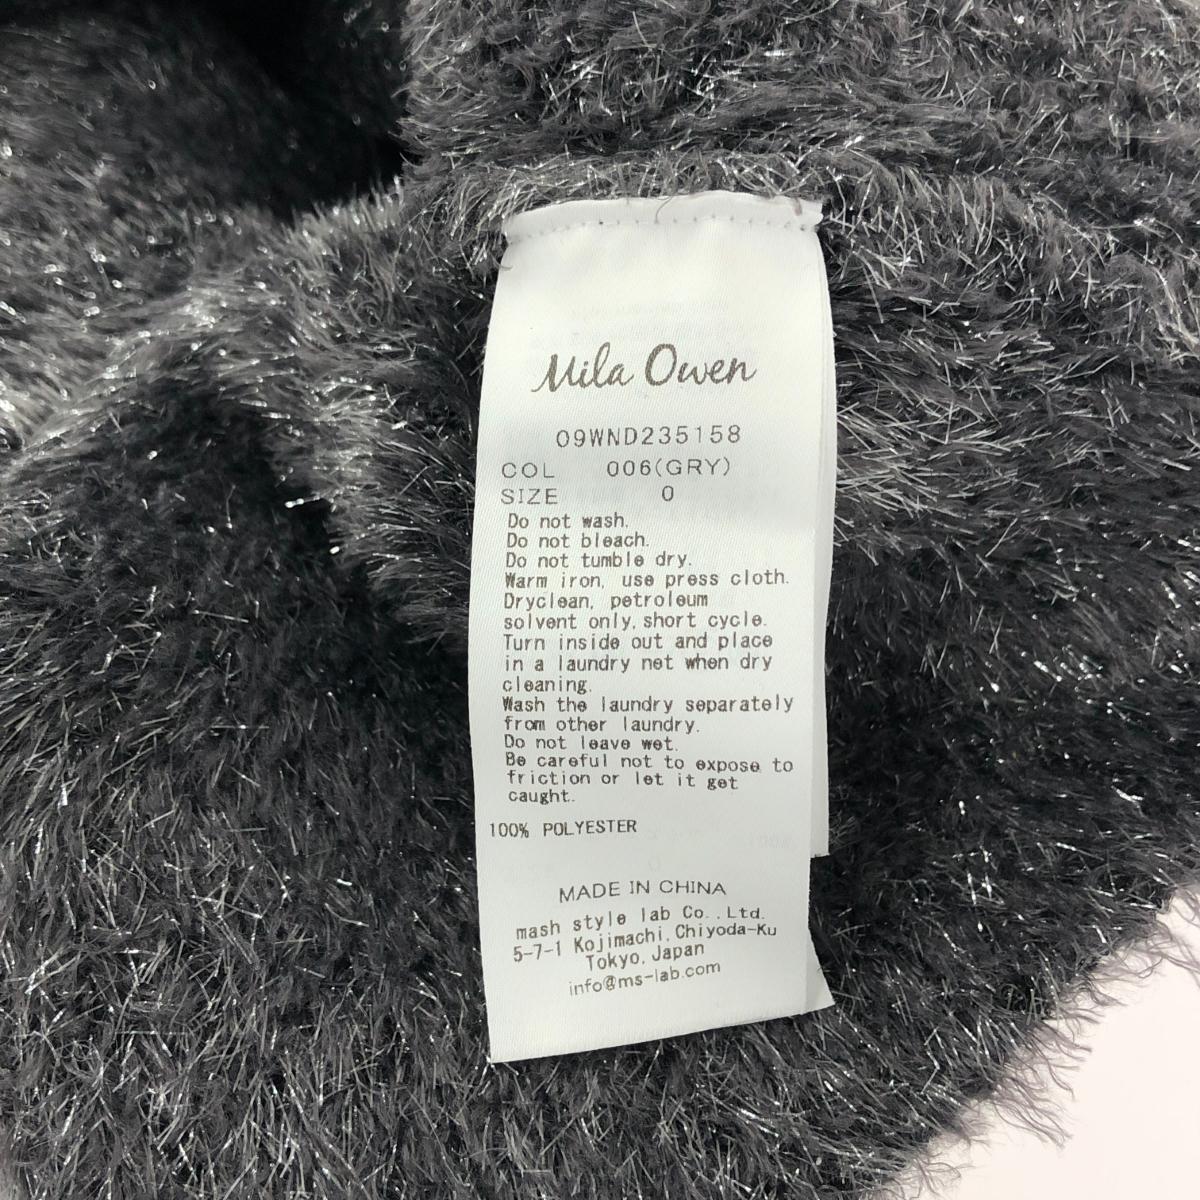 Mila Owen
09WND235158
COL 006(GRY)
SIZE 0
Do not wash.
Do not bleach.
Do not tumble dry.
Warm iron, use press cloth.
Dryclean, petroleum
solvent only, short cycle.
Turn inside out and place
in a laundry net when dry
cleaning.
Wash the laundry separately
from other laundry.
Do not leave wet.
Be careful not to expose to
friction or let it get
caught.
100% POLYESTER
MADE IN CHINA
mash style lab Co., Ltd.
5-7-1 Kojimachi, Chiyoda-Ku
Tokyo, Japan
info@ms-lab.com